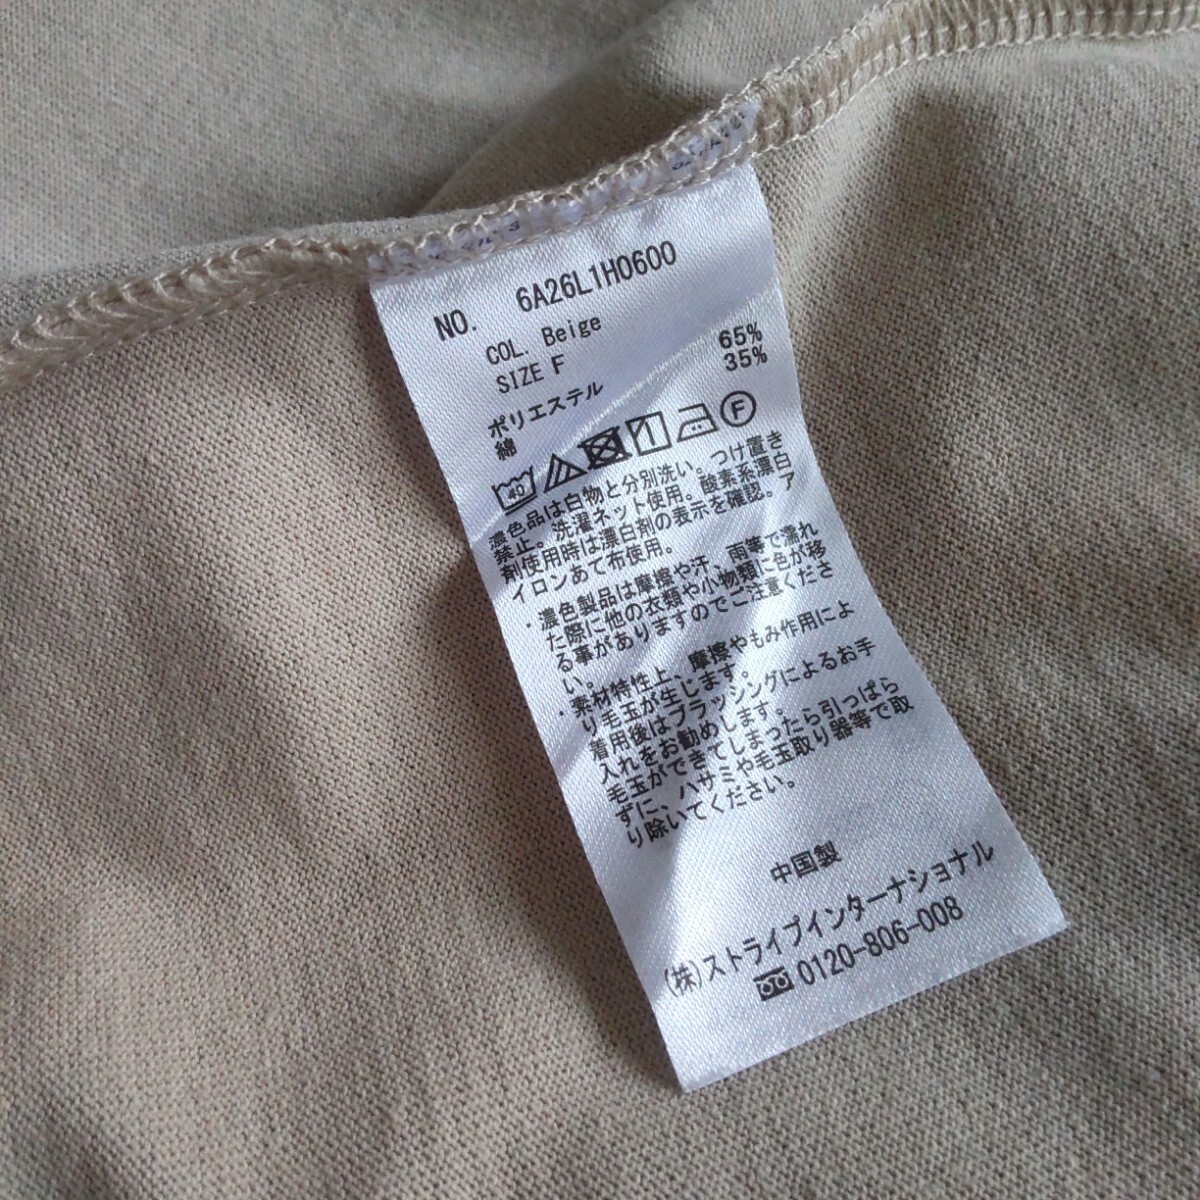 NO. 6A26L1H0600
COL. Beige
SIZE F
ポリエステル 65%
綿 35%
40 F
濃色品は白物と分別洗い。つけ置き
禁止。洗濯ネット使用。酸素系漂白
剤使用時は漂白剤の表示を確認。ア
イロンあて布使用。
・濃色製品は摩擦や汗、雨等で濡れ
た際に他の衣類や小物類に色が移
る事がありますのでご注意くださ
い。
・素材特性上、摩擦やもみ作用によ
り毛玉が生じます。
着用後はブラッシングによるお手
入れをお勧めします。
毛玉ができてしまったら引っぱら
ずに、ハサミや毛玉取り器等で取
り除いてください。
中国製
(株)ストライプインターナショナル
0120-806-008